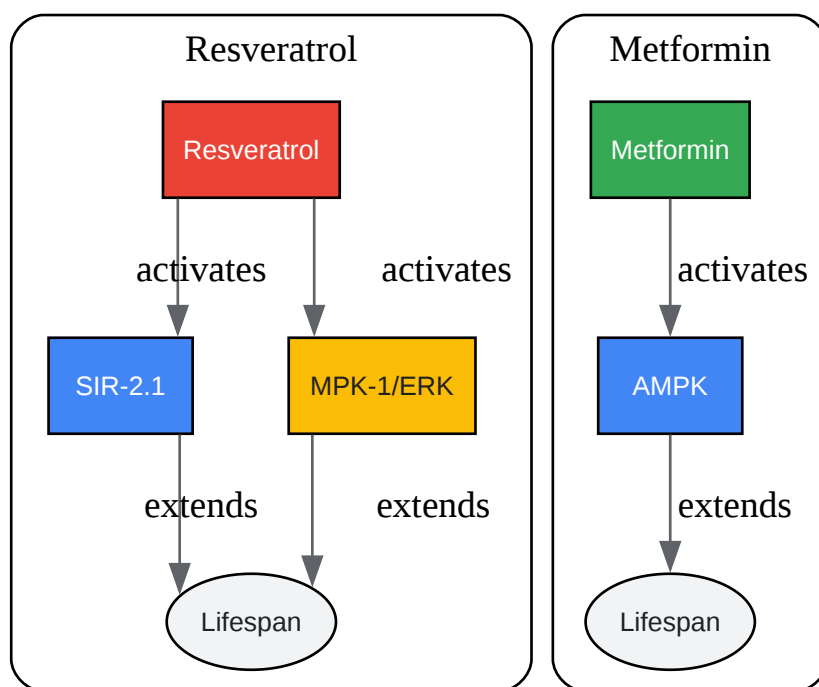 Resveratrol
Resveratrol
activates
activates
SIR-2.1
MPK-1/ERK
extends
extends
Lifespan
Metformin
Metformin
activates
AMPK
extends
Lifespan